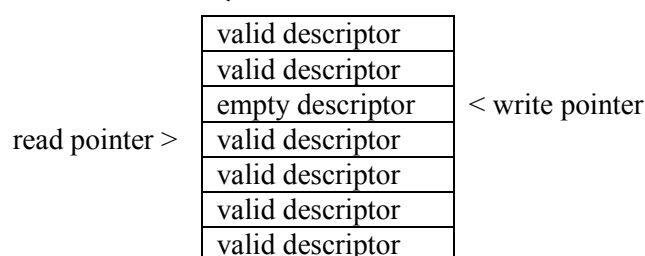 valid descriptor
valid descriptor
empty descriptor < write pointer
read pointer > valid descriptor
valid descriptor
valid descriptor
valid descriptor